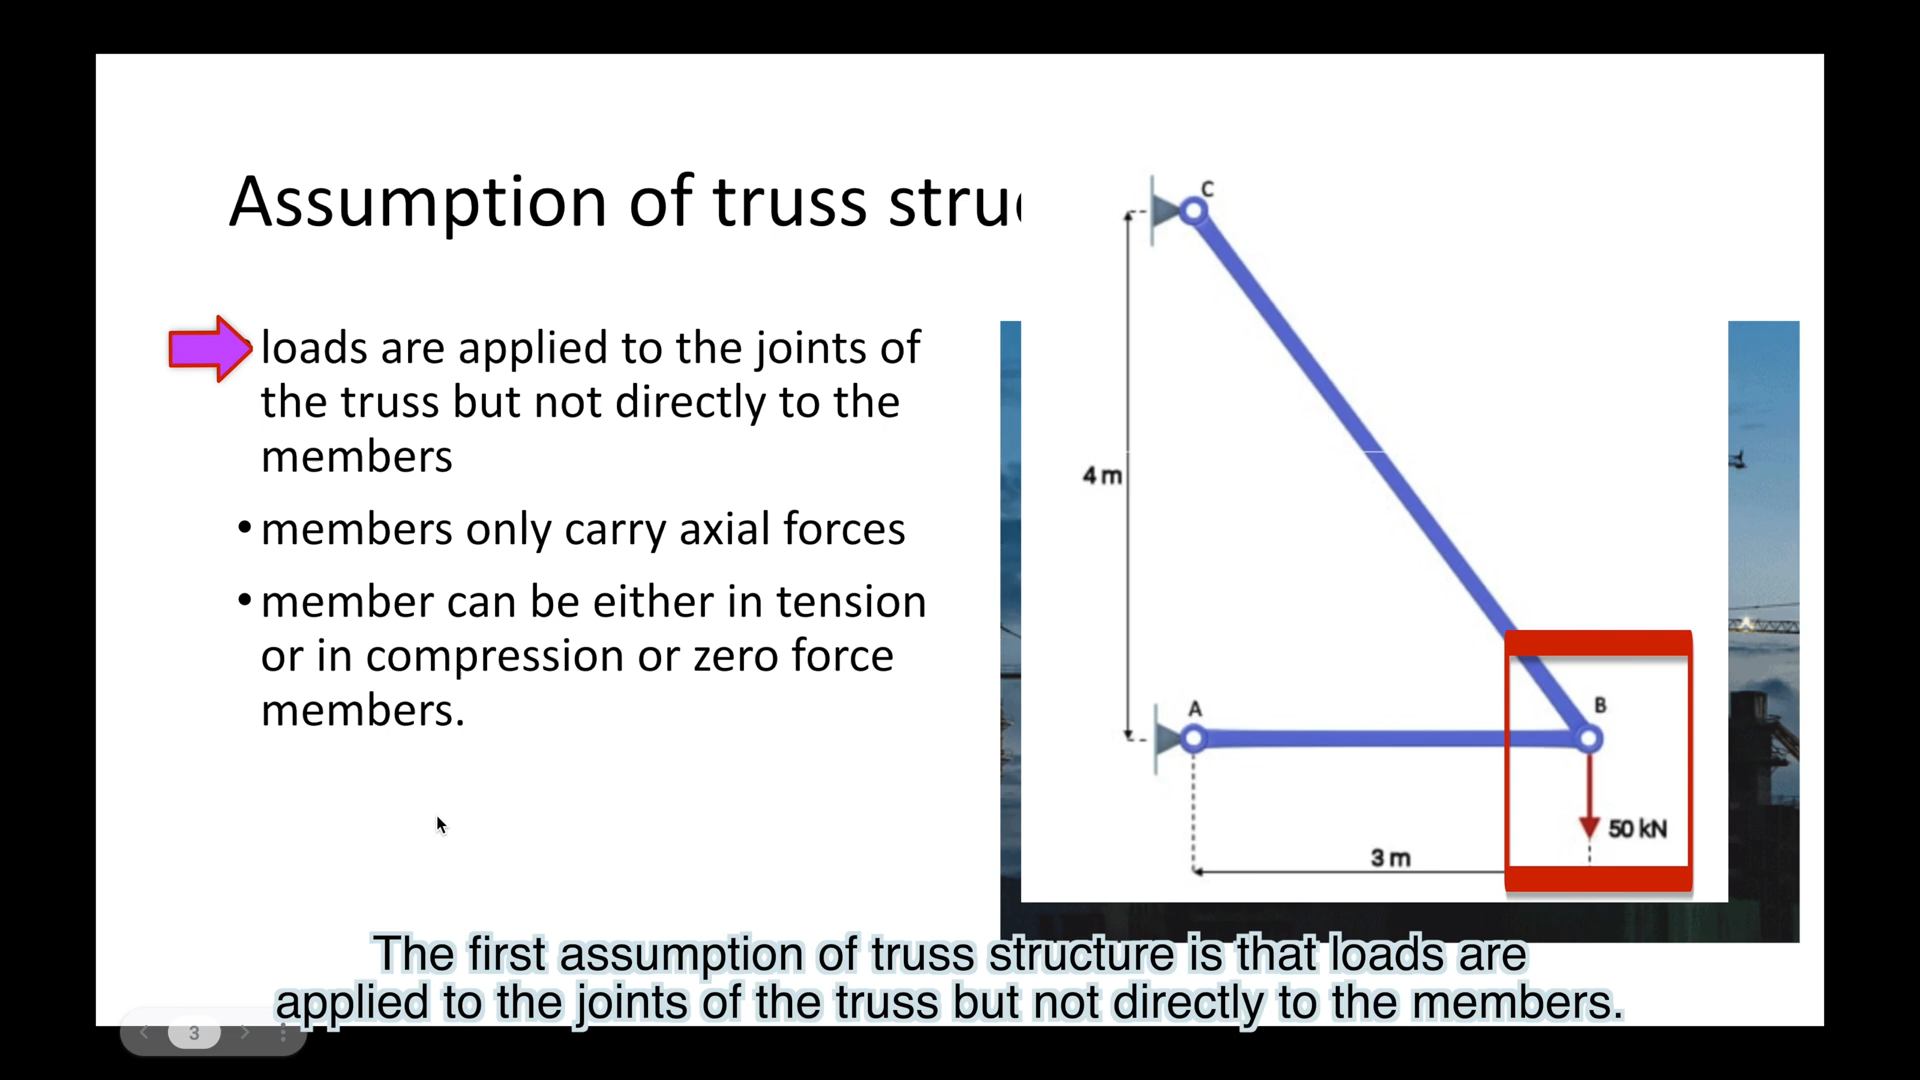 Assumption of truss stru
loads are applied to the joints of
the truss but not directly to the
members
• members only carry axial forces
• member can be either in tension
or in compression or zero force
members.
C
4 m
A
B
50 kN
3 m
The first assumption of truss structure is that loads are
applied to the joints of the truss but not directly to the members.
3